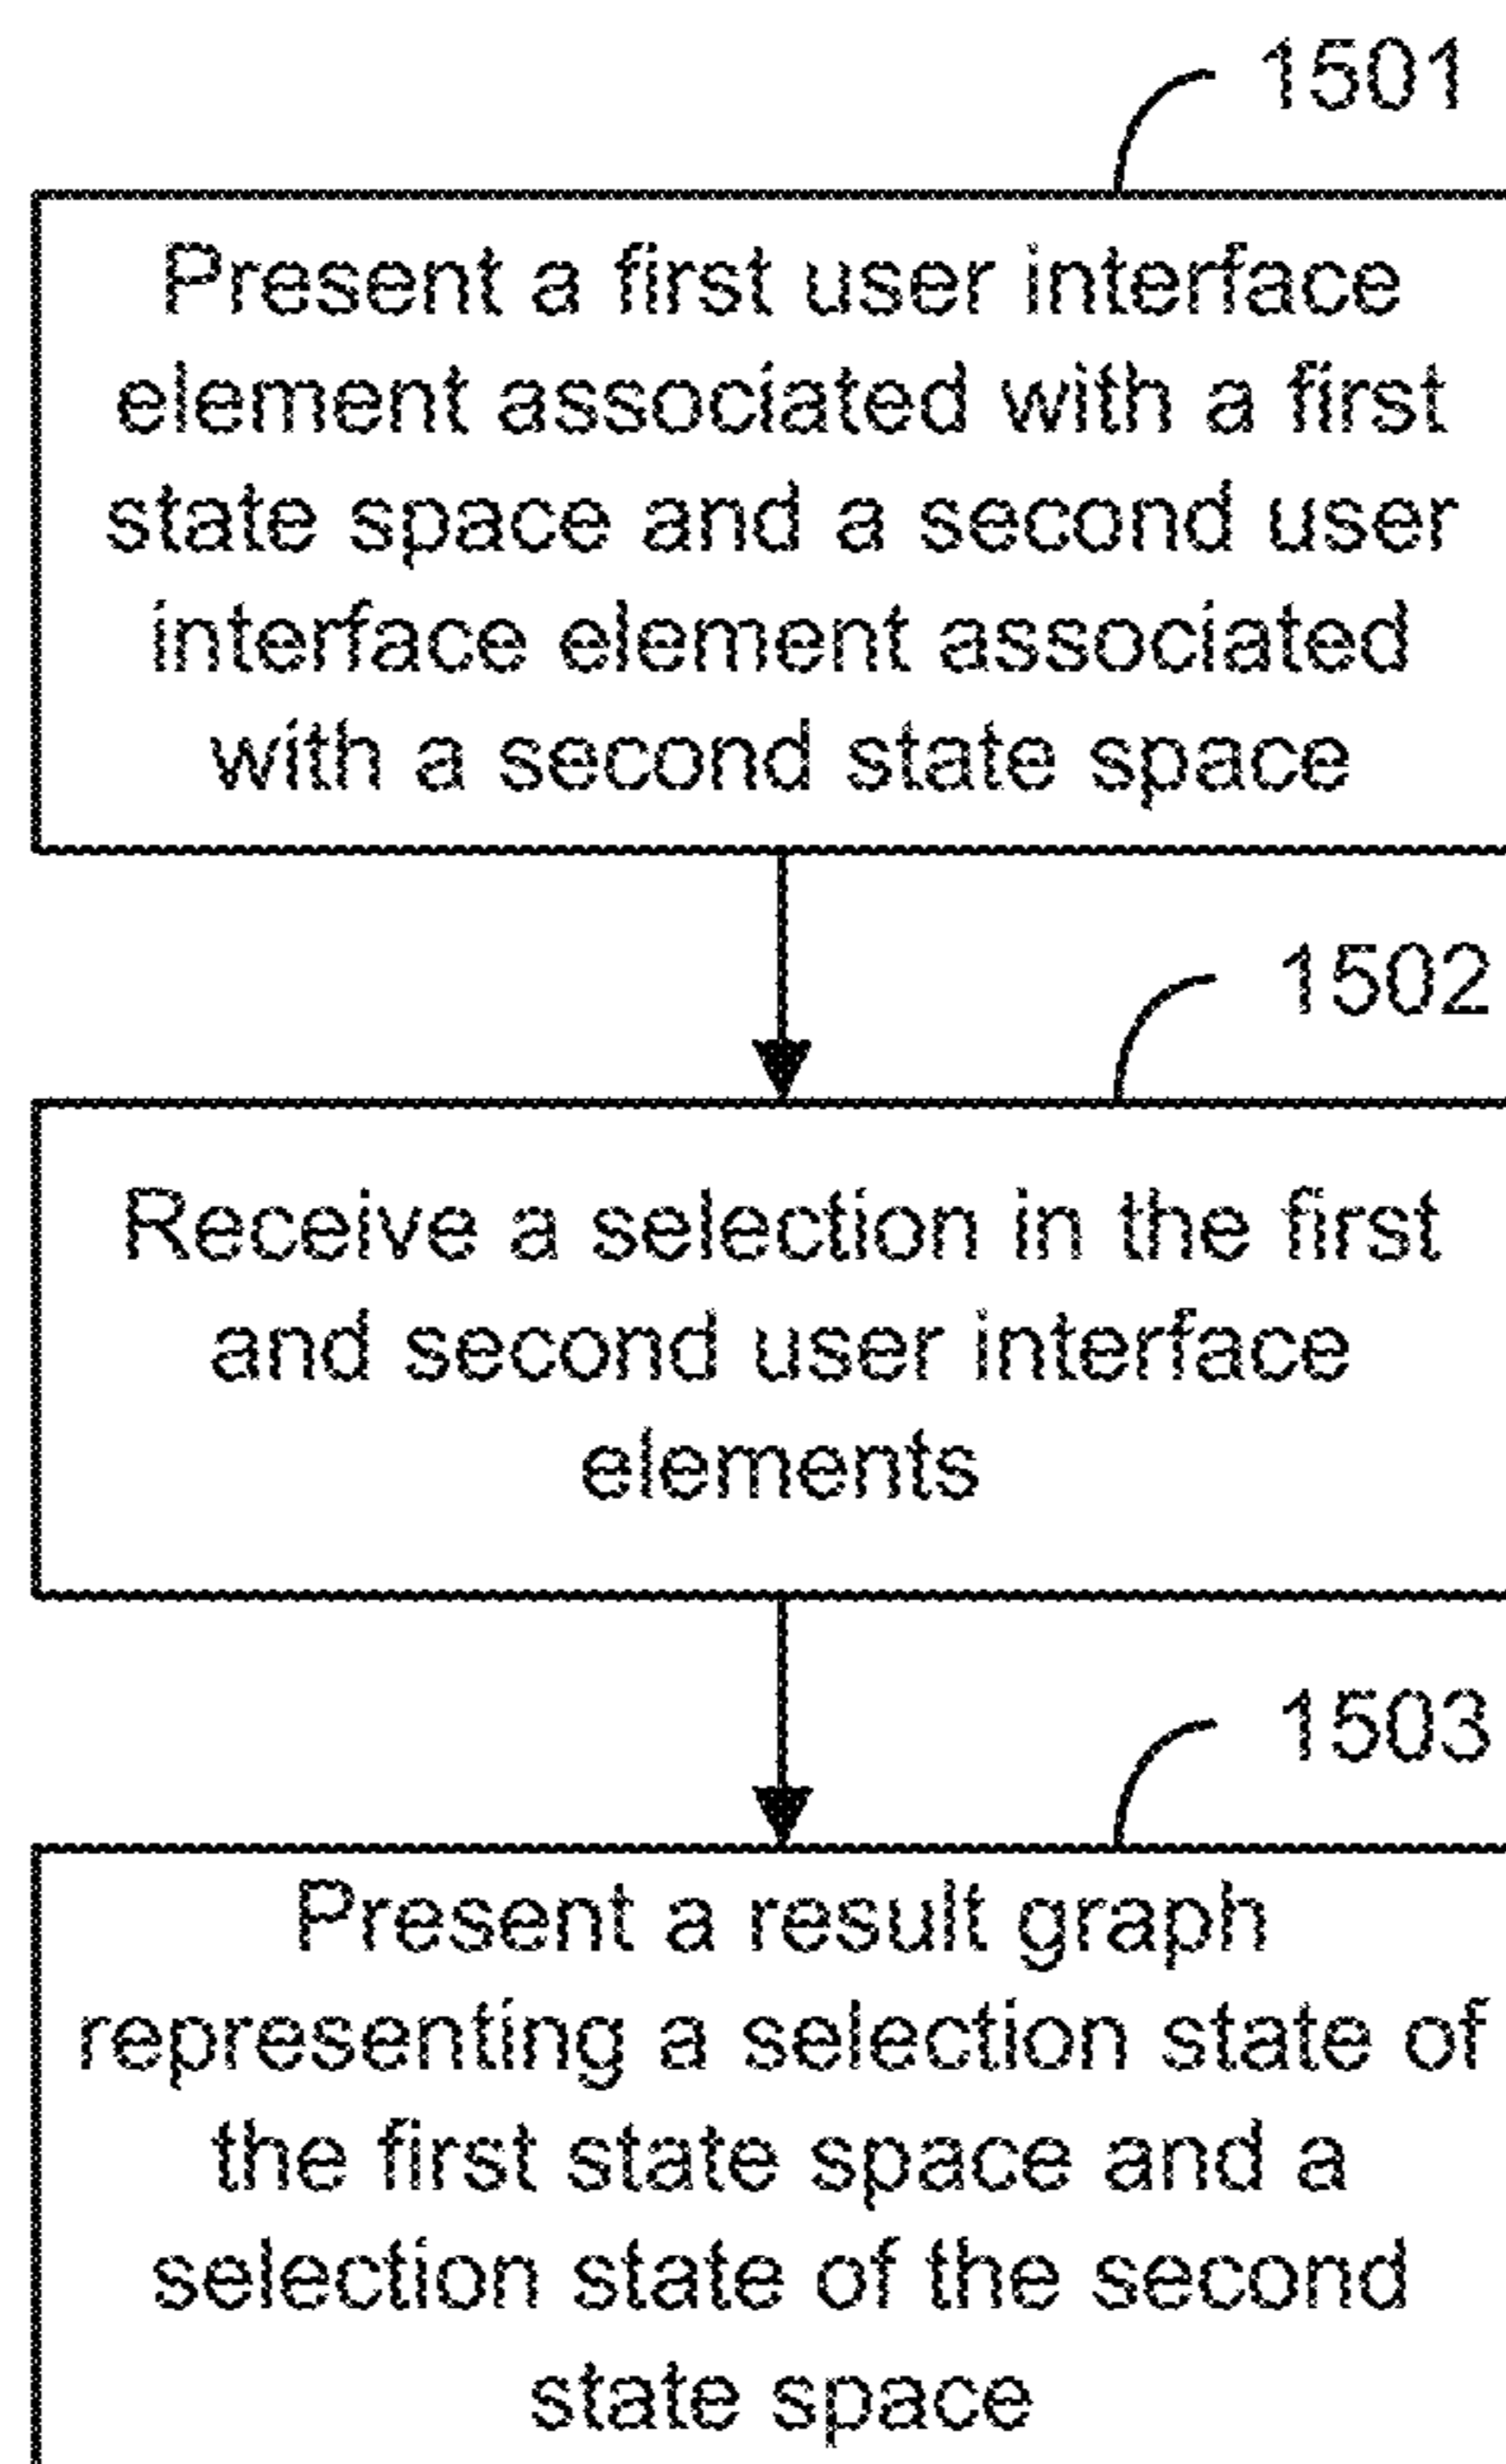 1501
Present a first user interface
element associated with a first
state space and a second user
interface element associated
with a second state space
1502
Receive a selection in the first
and second user interface
elements
1503
Present a result graph
representing a selection state of
the first state space and a
selection state of the second
state space